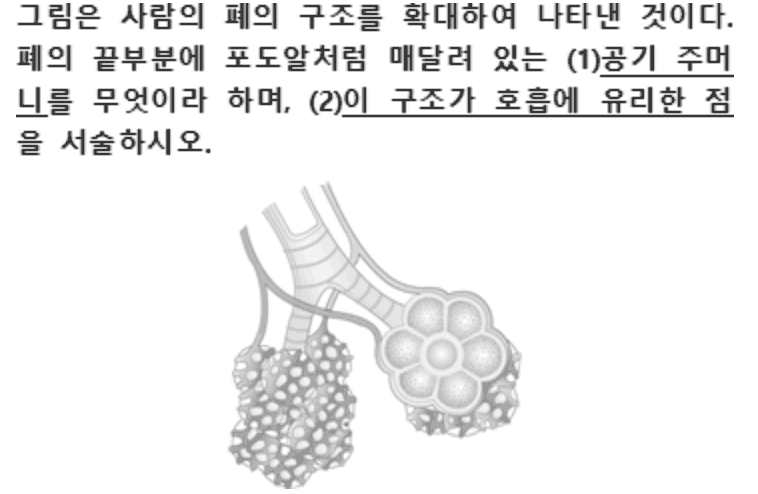 그림은 사람의 폐의 구조를 확대하여 나타낸 것이다.
폐의 끝부분에 포도알처럼 매달려 있는 (1)공기 주머
니를 무엇이라 하며, (2)이 구조가 호흡에 유리한 점
을 서술하시오.